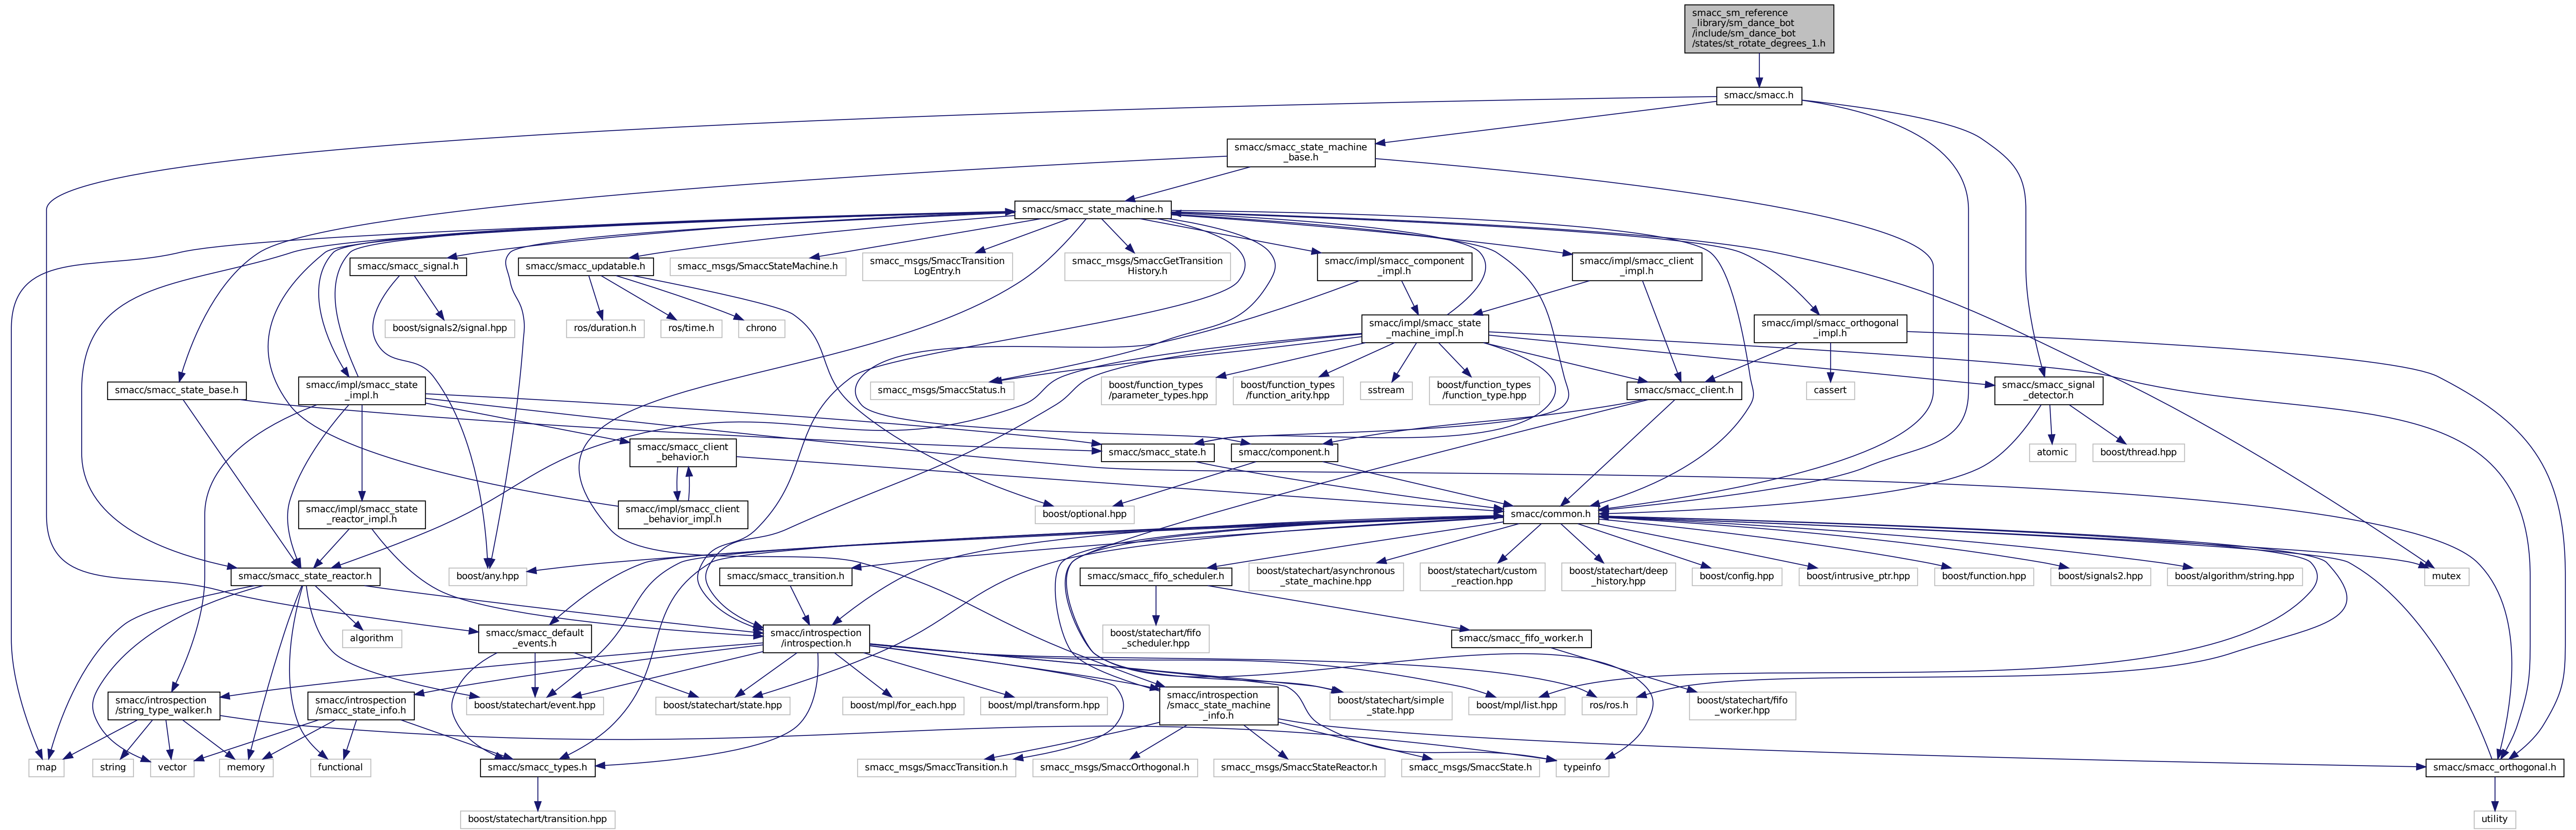 smacc_sm_reference
_library/sm_dance_bot
/include/sm_dance_bot
/states/st_rotate_degrees_1.h
smacc/smacc.h
smacc/smacc_state_machine
_base.h
smacc/smacc_state_machine.h
smacc/smacc_signal.h
smacc/smacc_updatable.h
smacc_msgs/SmaccStateMachine.h
smacc_msgs/SmaccTransition
LogEntry.h
smacc_msgs/SmaccGetTransition
History.h
smacc/impl/smacc_component
_impl.h
smacc/impl/smacc_client
_impl.h
boost/signals2/signal.hpp
ros/duration.h
ros/time.h
chrono
smacc/impl/smacc_state
_machine_impl.h
smacc/impl/smacc_orthogonal
_impl.h
smacc/smacc_state_base.h
smacc/impl/smacc_state
_impl.h
smacc_msgs/SmaccStatus.h
boost/function_types
/parameter_types.hpp
boost/function_types
/function_arity.hpp
sstream
boost/function_types
/function_type.hpp
smacc/smacc_client.h
cassert
smacc/smacc_signal
_detector.h
smacc/smacc_client
_behavior.h
smacc/smacc_state.h
smacc/component.h
atomic
boost/thread.hpp
smacc/impl/smacc_state
_reactor_impl.h
smacc/impl/smacc_client
_behavior_impl.h
boost/optional.hpp
smacc/common.h
smacc/smacc_state_reactor.h
boost/any.hpp
smacc/smacc_transition.h
smacc/smacc_fifo_scheduler.h
boost/statechart/asynchronous
_state_machine.hpp
boost/statechart/custom
_reaction.hpp
boost/statechart/deep
_history.hpp
boost/config.hpp
boost/intrusive_ptr.hpp
boost/function.hpp
boost/signals2.hpp
boost/algorithm/string.hpp
mutex
algorithm
smacc/smacc_default
_events.h
smacc/introspection
/introspection.h
boost/statechart/fifo
_scheduler.hpp
smacc/smacc_fifo_worker.h
smacc/introspection
/string_type_walker.h
smacc/introspection
/smacc_state_info.h
boost/statechart/event.hpp
boost/statechart/state.hpp
boost/mpl/for_each.hpp
boost/mpl/transform.hpp
smacc/introspection
/smacc_state_machine
_info.h
boost/statechart/simple
_state.hpp
boost/mpl/list.hpp
ros/ros.h
boost/statechart/fifo
_worker.hpp
map
string
vector
memory
functional
smacc/smacc_types.h
smacc_msgs/SmaccTransition.h
smacc_msgs/SmaccOrthogonal.h
smacc_msgs/SmaccStateReactor.h
smacc_msgs/SmaccState.h
typeinfo
smacc/smacc_orthogonal.h
boost/statechart/transition.hpp
utility